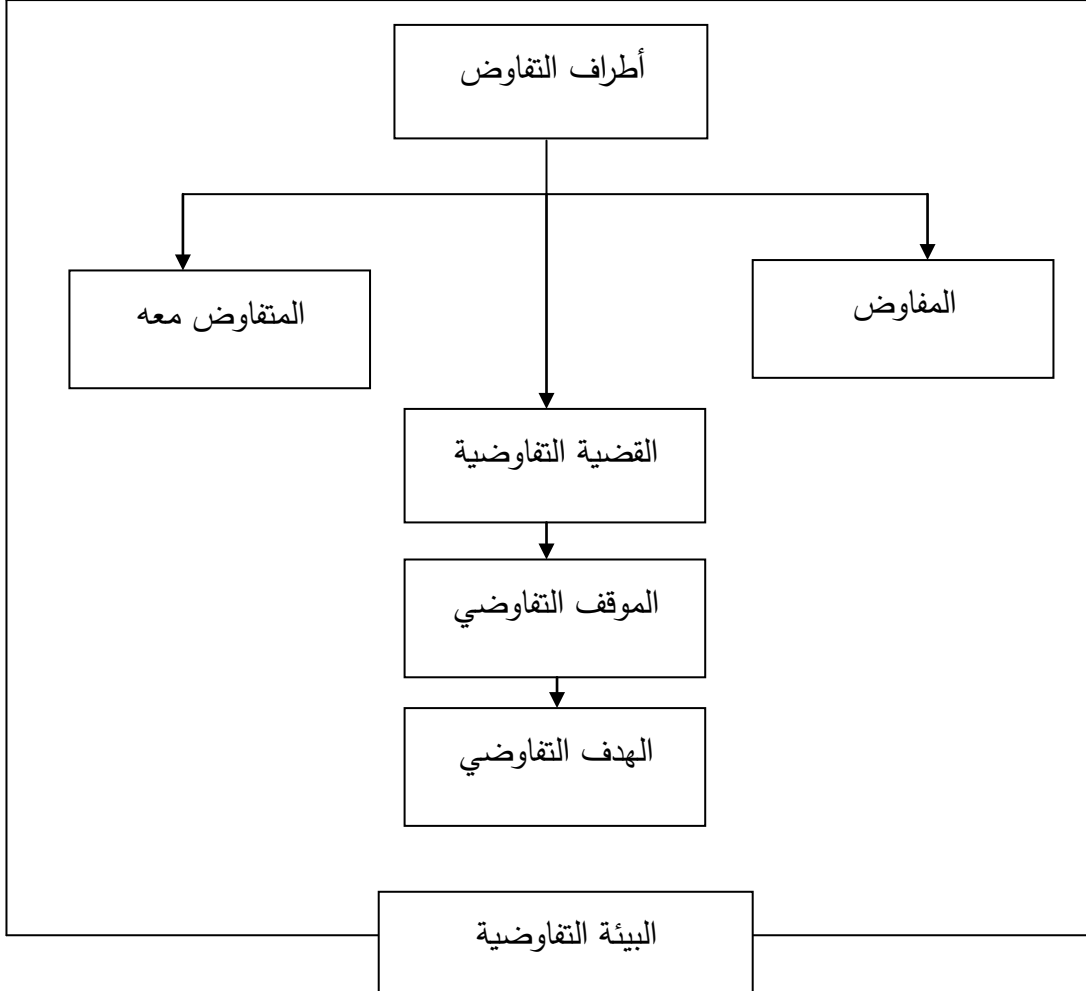 أطراف التفاوض
المفاوض
المتفاوض معه
القضية التفاوضية
الموقف التفاوضي
الهدف التفاوضي
البيئة التفاوضية